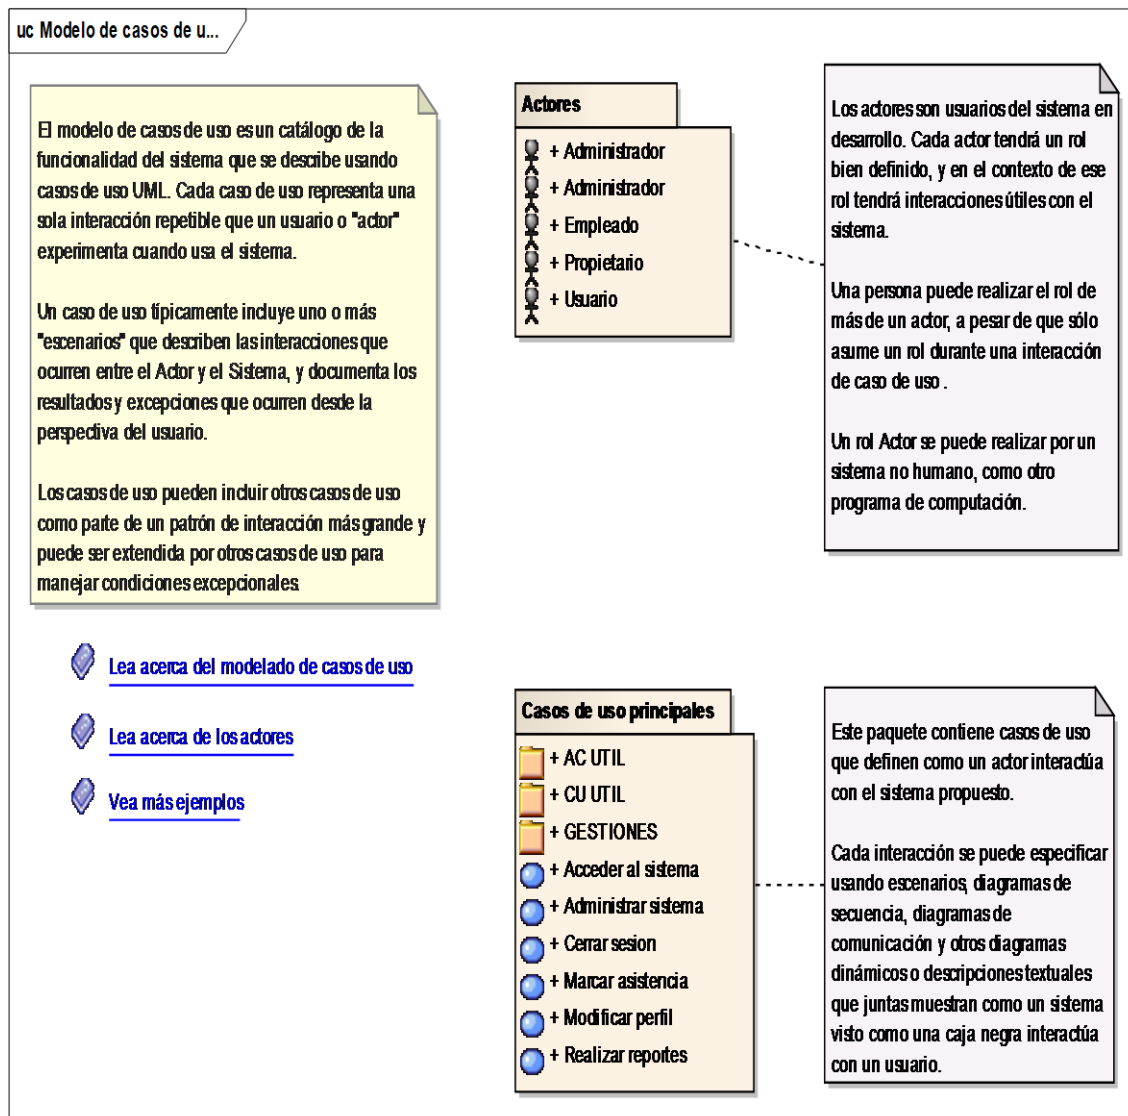 uc Modelo de casos de u...
El modelo de casos de uso es un catálogo de la
funcionalidad del sistema que se describe usando
casos de uso UML. Cada caso de uso representa una
sola interacción repetible que un usuario o "actor"
experimenta cuando usa el sistema.
Un caso de uso típicamente incluye uno o más
"escenarios" que describen las interacciones que
ocurren entre el Actor y el Sistema, y documenta los
resultados y excepciones que ocurren desde la
perspectiva del usuario.
Los casos de uso pueden incluir otros casos de uso
como parte de un patrón de interacción más grande y
puede ser extendida por otros casos de uso para
manejar condiciones excepcionales.
Lea acerca del modelado de casos de uso
Lea acerca de los actores
Vea más ejemplos
Actores
+ Administrador
+ Administrador
+ Empleado
+ Propietario
+ Usuario
Los actores son usuarios del sistema en
desarrollo. Cada actor tendrá un rol
bien definido, y en el contexto de ese
rol tendrá interacciones útiles con el
sistema.
Una persona puede realizar el rol de
más de un actor, a pesar de que sólo
asume un rol durante una interacción
de caso de uso .
Un rol Actor se puede realizar por un
sistema no humano, como otro
programa de computación.
Casos de uso principales
+ AC UTIL
+ CU UTIL
+ GESTIONES
+ Acceder al sistema
+ Administrar sistema
+ Cerrar sesion
+ Marcar asistencia
+ Modificar perfil
+ Realizar reportes
Este paquete contiene casos de uso
que definen como un actor interactúa
con el sistema propuesto.
Cada interacción se puede especificar
usando escenarios, diagramas de
secuencia, diagramas de
comunicación y otros diagramas
dinámicos o descripciones textuales
que juntas muestran como un sistema
visto como una caja negra interactúa
con un usuario.